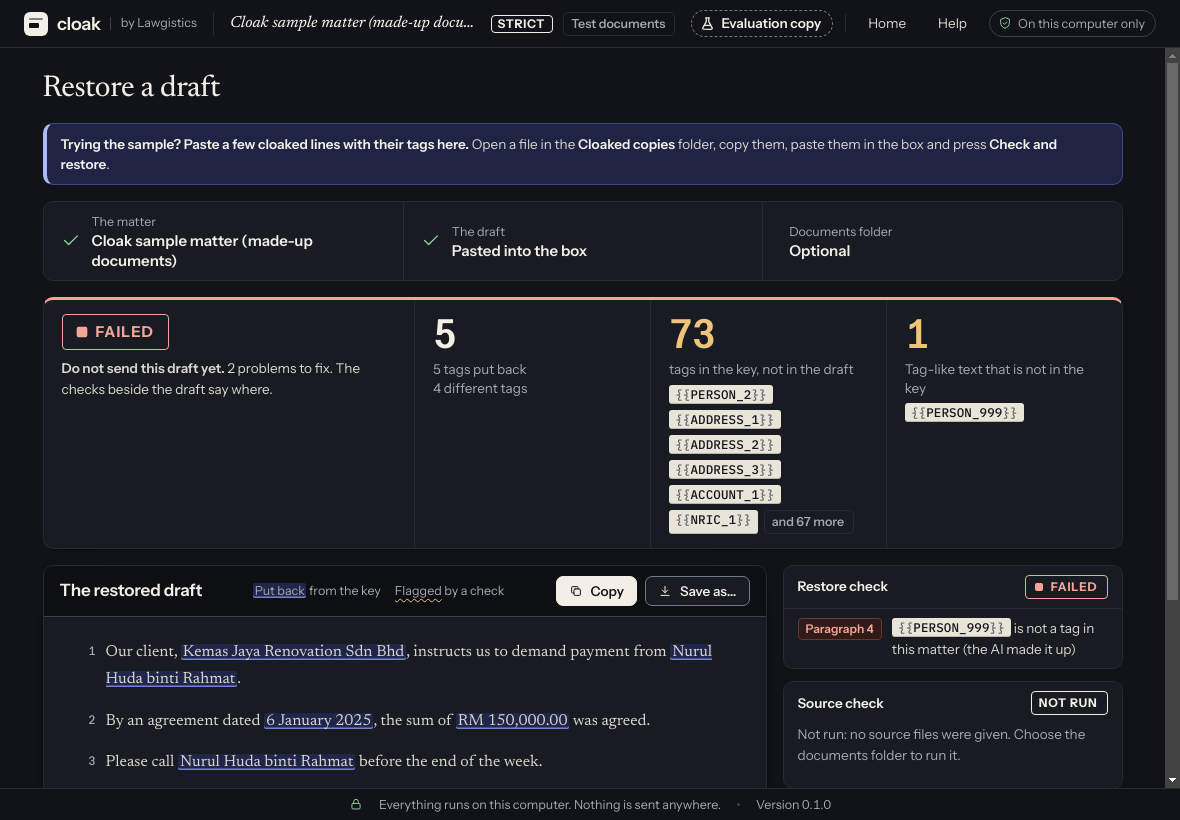 cloak
by Lawgistics
Cloak sample matter (made-up docu...
STRICT
Test documents
Evaluation copy
Home
Help
On this computer only
Restore a draft
Trying the sample? Paste a few cloaked lines with their tags here. Open a file in the Cloaked copies folder, copy them, paste them in the box and press Check and
restore.
The matter
Cloak sample matter (made-up
documents)
The draft
Pasted into the box
Documents folder
Optional
FAILED
Do not send this draft yet. 2 problems to fix. The
checks beside the draft say where.
5
5 tags put back
4 different tags
73
tags in the key, not in the draft
{{PERSON_2}}
{{ADDRESS_1}}
{{ADDRESS_2}}
{{ADDRESS_3}}
{{ACCOUNT_1}}
{{NRIC_1}} and 67 more
1
Tag-like text that is not in the
key
{{PERSON_999}}
The restored draft
Put back from the key
Flagged by a check
Copy
Save as...
1 Our client, Kemas Jaya Renovation Sdn Bhd, instructs us to demand payment from Nurul
Huda binti Rahmat.
2 By an agreement dated 6 January 2025, the sum of RM 150,000.00 was agreed.
3 Please call Nurul Huda binti Rahmat before the end of the week.
Restore check
FAILED
Paragraph 4
{{PERSON_999}} is not a tag in
this matter (the AI made it up)
Source check
NOT RUN
Not run: no source files were given. Choose the
documents folder to run it.
Everything runs on this computer. Nothing is sent anywhere. · Version 0.1.0